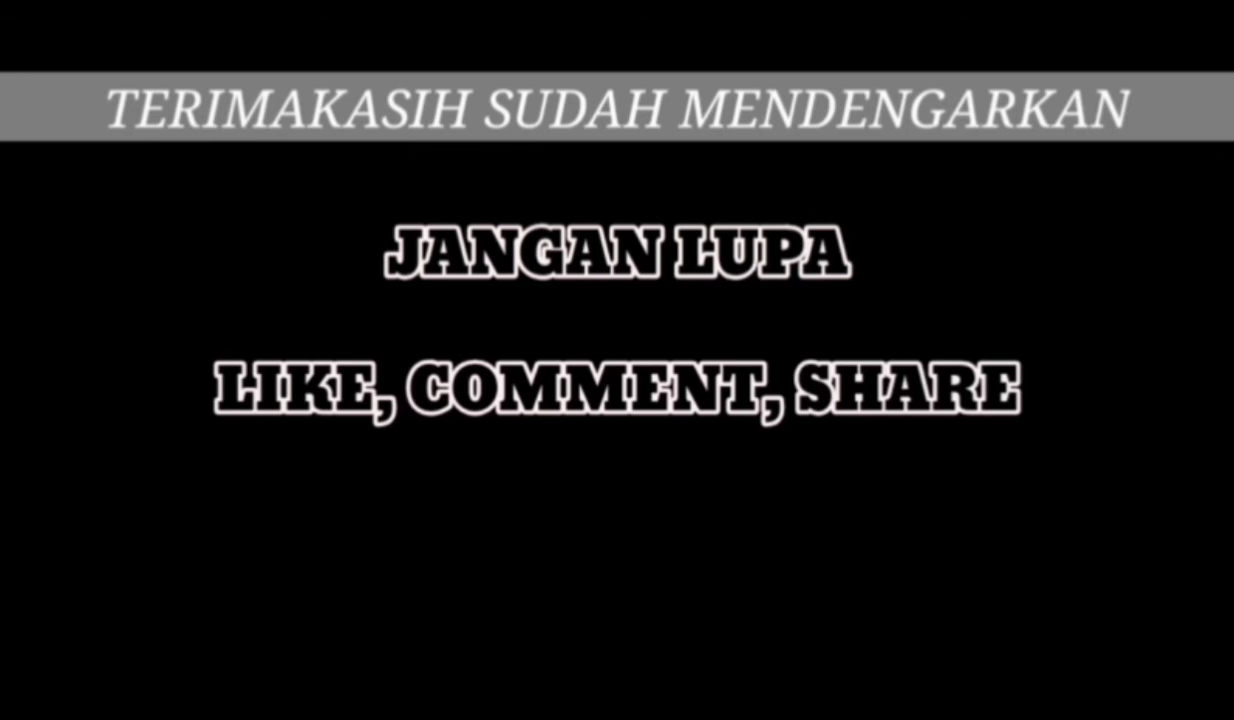 TERIMAKASIH SUDAH MENDENGARKAN
JANGAN LUPA
LIKE, COMMENT, SHARE